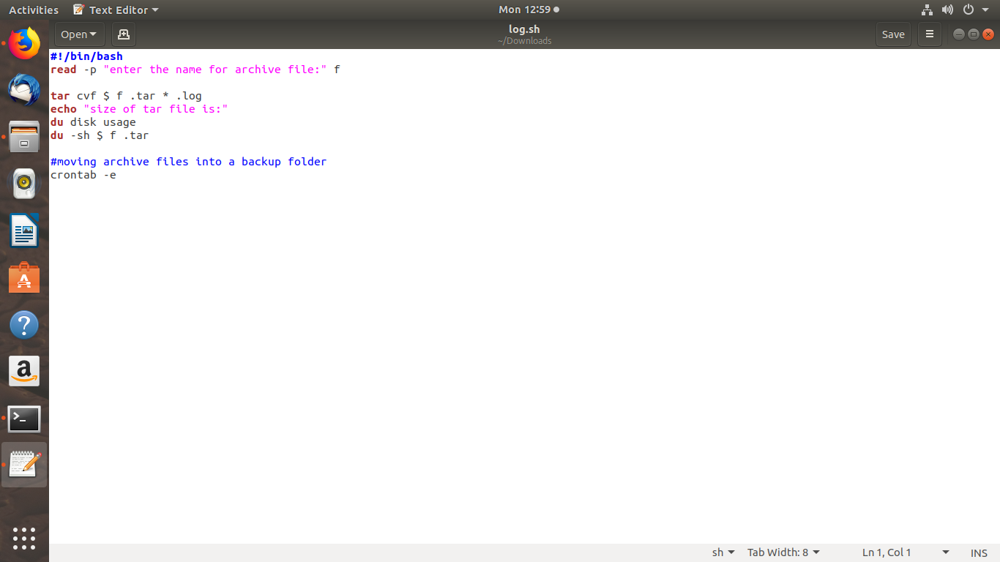 Activities Text Editor Mon 12:59
Open log.sh Save
~/Downloads
#!/bin/bash
read -p "enter the name for archive file:" f
tar cvf $ f .tar * .log
echo "size of tar file is:"
du disk usage
du -sh $ f .tar
#moving archive files into a backup folder
crontab -e
sh Tab Width: 8 Ln 1, Col 1 INS